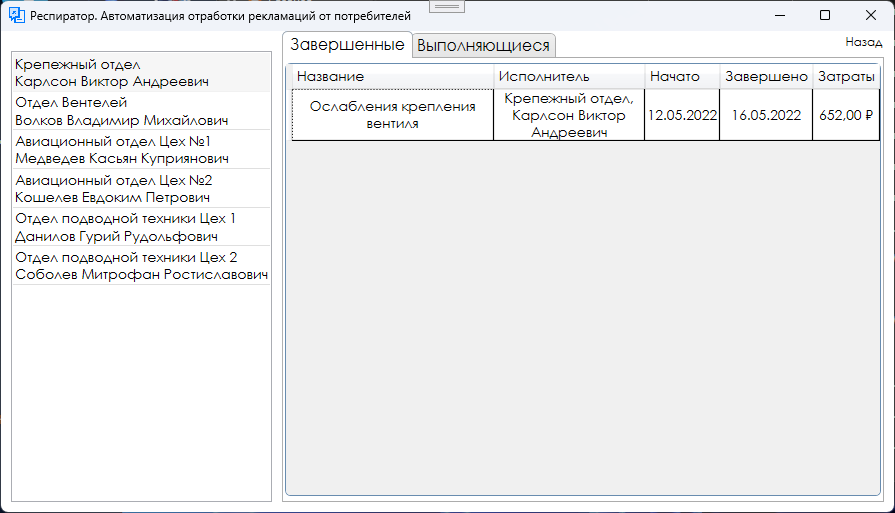 Респиратор. Автоматизация отработки рекламаций от потребителей
Крепежный отдел
Карлсон Виктор Андреевич
Отдел Вентелей
Волков Владимир Михайлович
Авиационный отдел Цех №1
Медведев Касьян Куприянович
Авиационный отдел Цех №2
Кошелев Евдоким Петрович
Отдел подводной техники Цех 1
Данилов Гурий Рудольфович
Отдел подводной техники Цех 2
Соболев Митрофан Ростиславович
Завершенные
Выполняющиеся
Назад
Название
Исполнитель
Начато
Завершено
Затраты
Ослабления крепления
вентиля
Крепежный отдел,
Карлсон Виктор
Андреевич
12.05.2022
16.05.2022
652,00 ₽